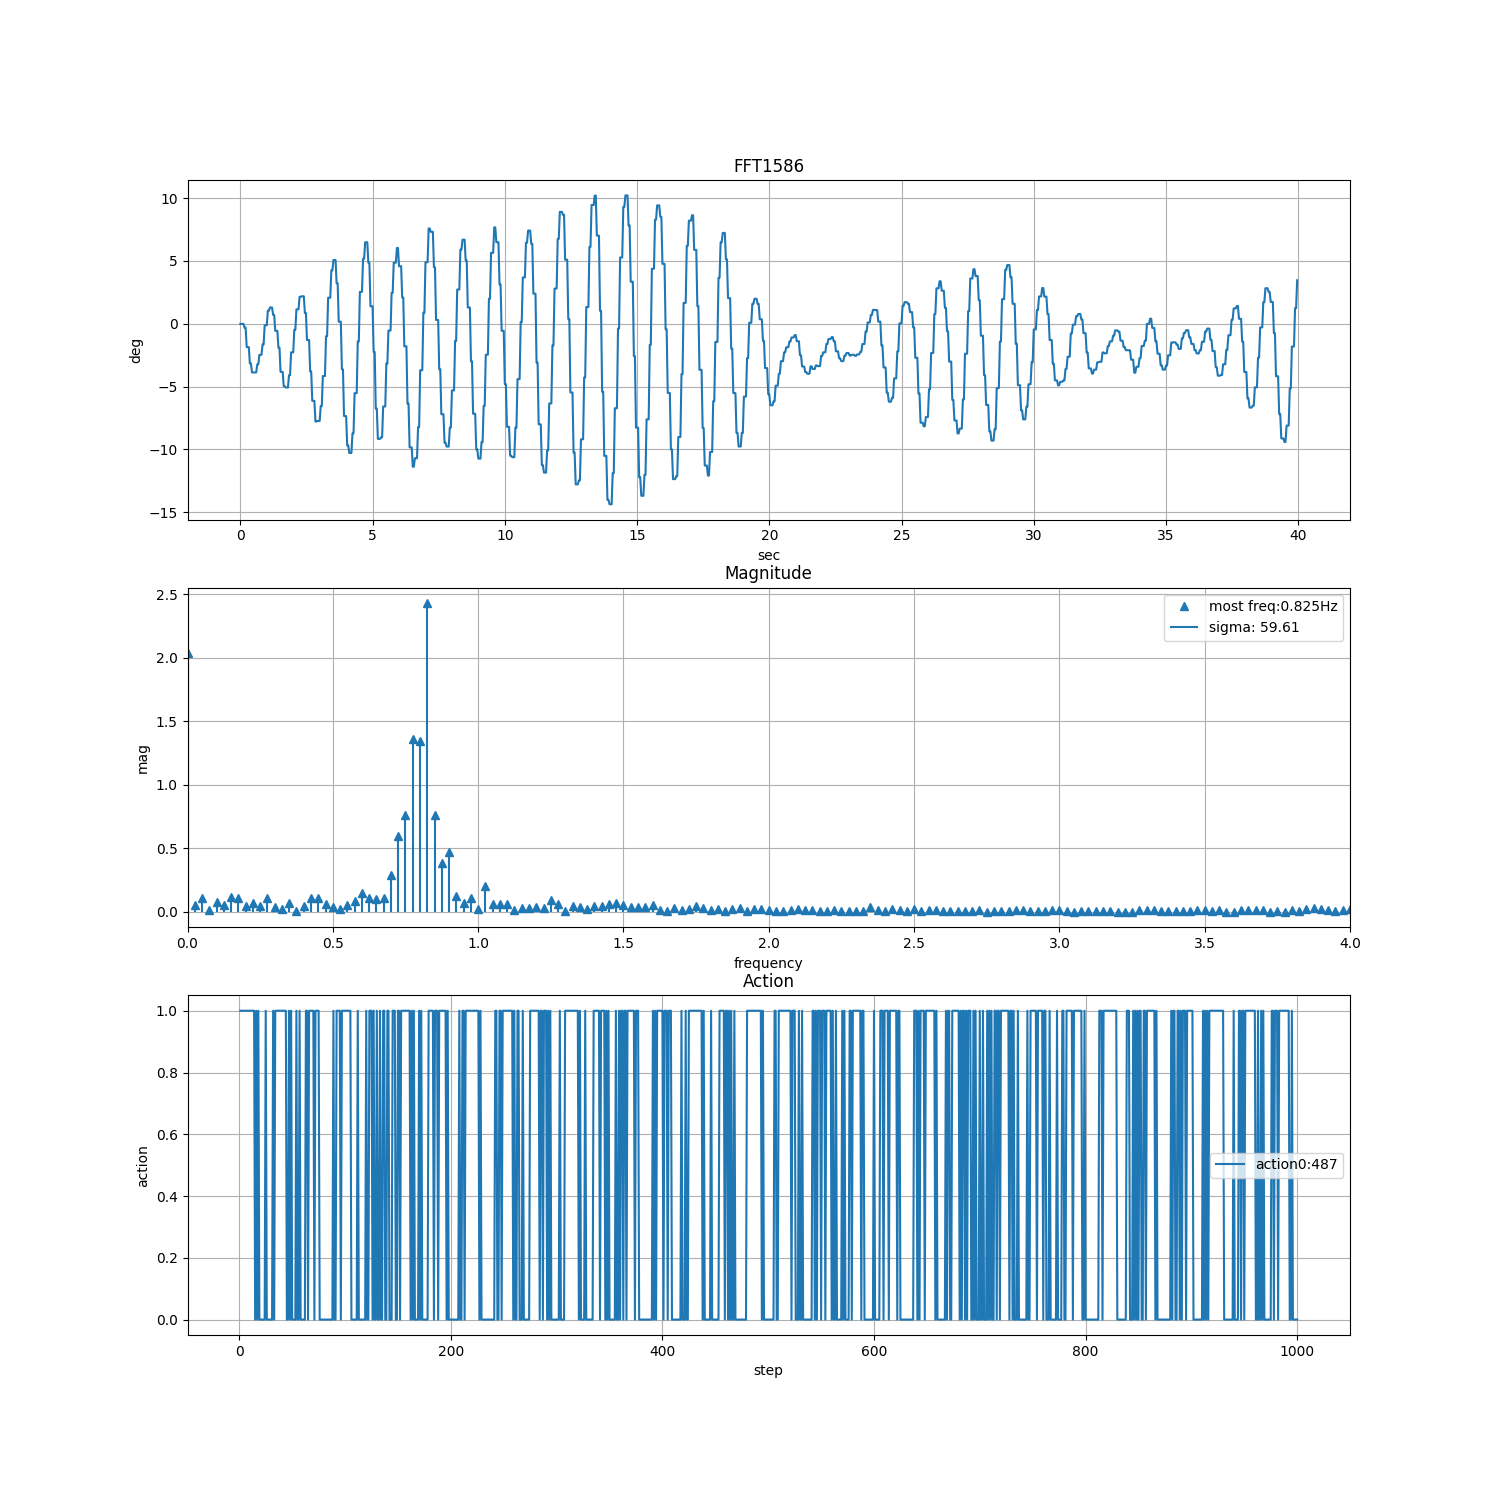 FFT1586
10
5
0
−5
−10
−15
deg
0 5 10 15 20 25 30 35 40
sec
Magnitude
2.5
2.0
1.5
1.0
0.5
0.0
mag
most freq:0.825Hz
sigma: 59.61
0.0 0.5 1.0 1.5 2.0 2.5 3.0 3.5 4.0
frequency
Action
1.0
0.8
0.6
0.4
0.2
0.0
action
action0:487
0 200 400 600 800 1000
step